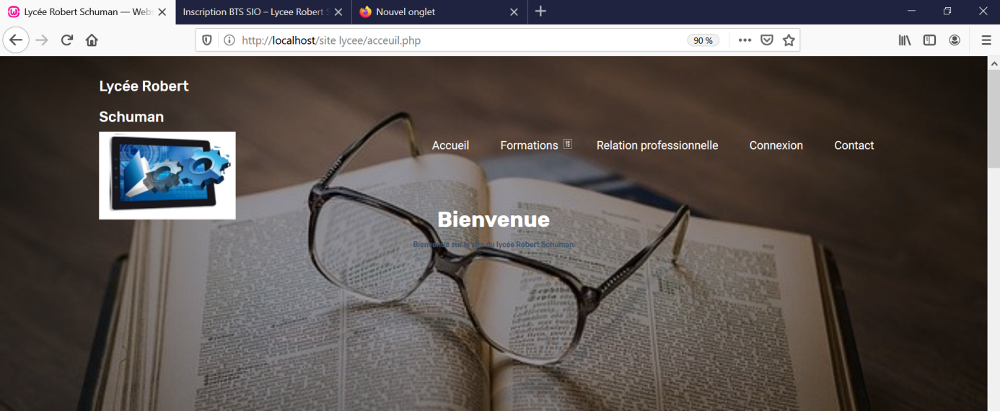 Lycée Robert Schuman — Webs
Inscription BTS SIO – Lycee Robert S
Nouvel onglet
http://localhost/site lycee/acceuil.php
90 %
Lycée Robert
Schuman
Accueil Formations Relation professionnelle Connexion Contact
Bienvenue
Bienvenue sur le site du lycée Robert Schuman